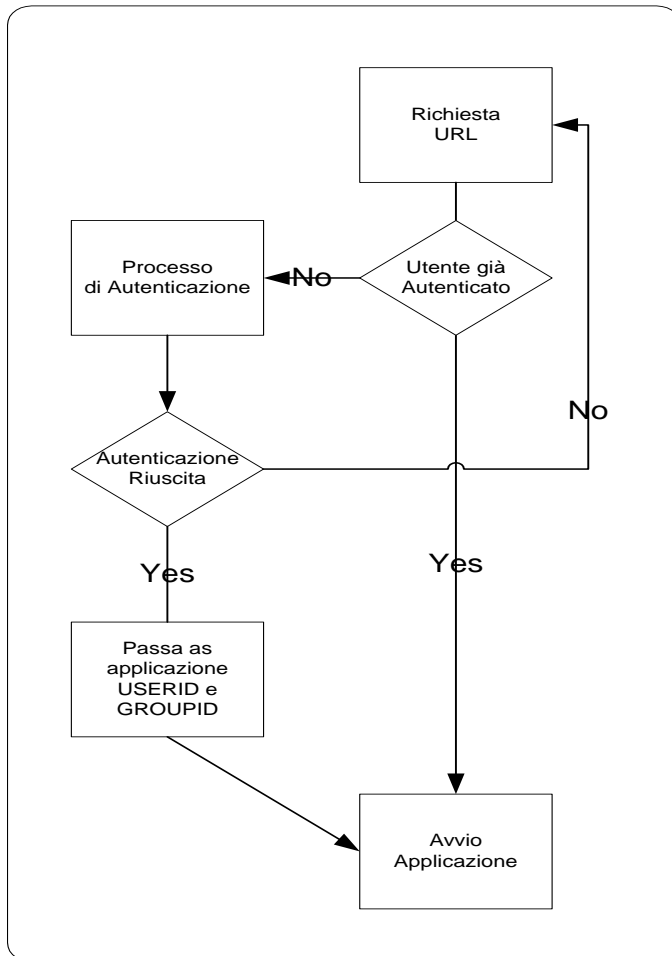 Richiesta
URL
Processo
di Autenticazione
No
Utente già
Autenticato
No
Autenticazione
Riuscita
Yes
Yes
Passa as
applicazione
USERID e
GROUPID
Avvio
Applicazione